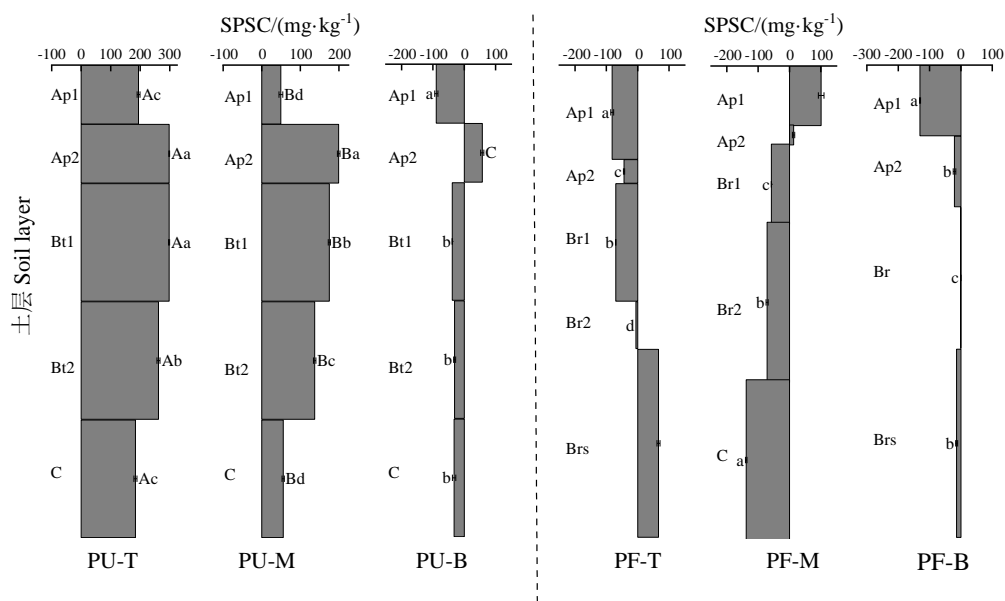 SPSC/(mg·kg⁻¹) SPSC/(mg·kg⁻¹)
-100 0 100 200 300
0 100 200
-200 -100 0 100
-200 -100 0 100
-200 -100 0 100
-300 -200 -100 0 100
土层 Soil layer
Ap1 Ac
Ap2 Aa
Bt1 Aa
Bt2 Ab
C Ac
PU-T
Ap1 Bd
Ap2 Ba
Bt1 Bb
Bt2 Bc
C Bd
PU-M
Ap1 a
Ap2 C
Bt1 b
Bt2 b
C b
PU-B
Ap1 a
Ap2 c
Br1 b
Br2 d
Brs
PF-T
Ap1
Ap2
Br1 c
Br2 b
C a
PF-M
Ap1 a
Ap2 b
Br c
Brs b
PF-B